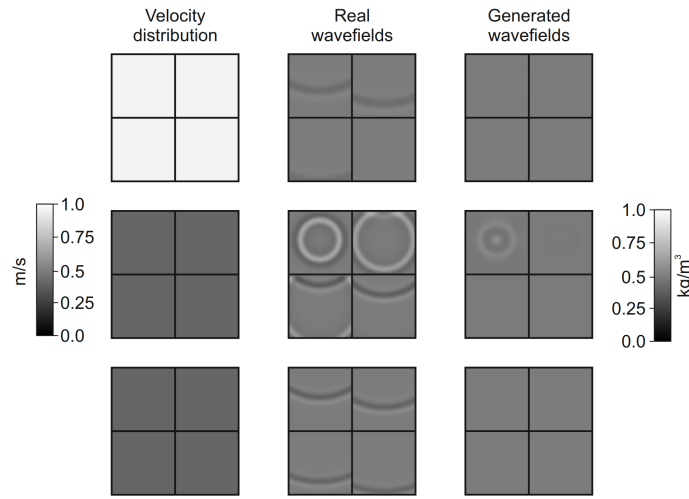 Velocity
distribution
Real
wavefields
Generated
wavefields
m/s
1.0
0.75
0.5
0.25
0.0
1.0
0.75
0.5
0.25
0.0
kg/m³